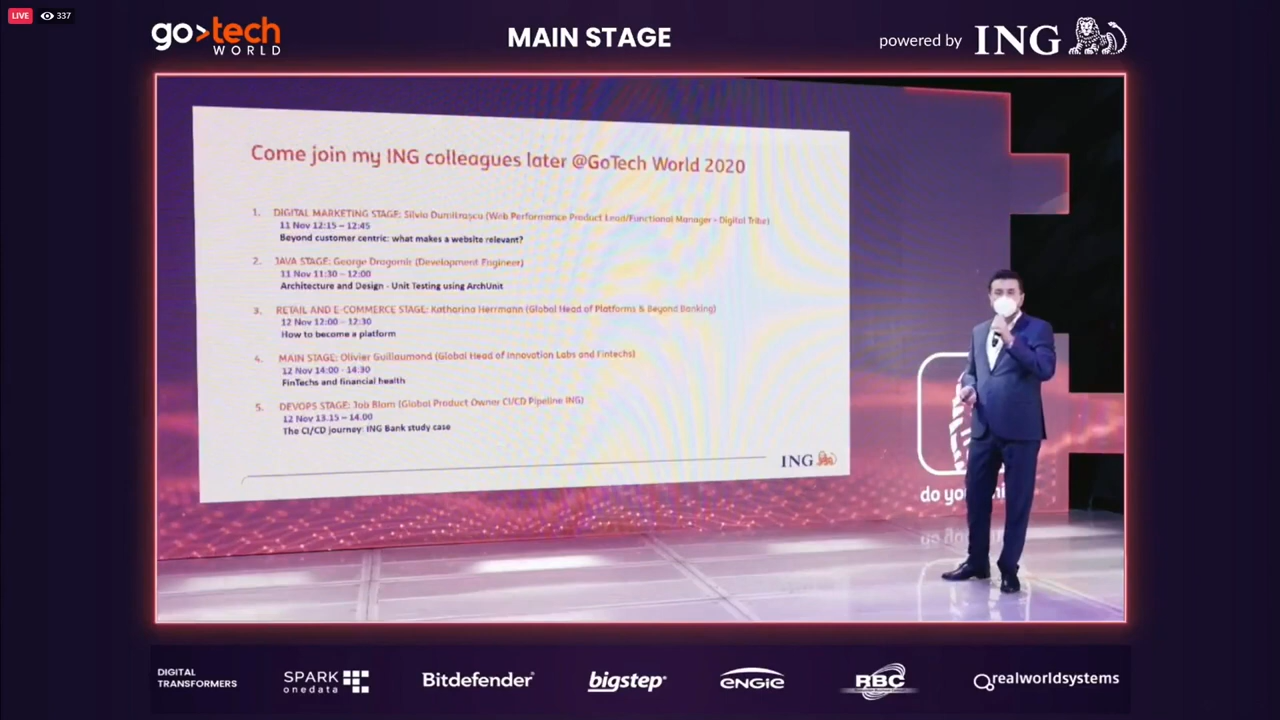 LIVE 337
go>tech
WORLD
MAIN STAGE
powered by ING
Come join my ING colleagues later @GoTech World 2020
1. DIGITAL MARKETING STAGE: Silvia Dumitrascu (Web Performance Product Lead/Functional Manager - Digital Tribe)
11 Nov 12:15 – 12:45
Beyond customer centric: what makes a website relevant?
2. JAVA STAGE: George Dragomir (Development Engineer)
11 Nov 11:30 – 12:00
Architecture and Design - Unit Testing using ArchUnit
3. RETAIL AND E-COMMERCE STAGE: Katharina Herrmann (Global Head of Platforms & Beyond Banking)
12 Nov 12:00 – 12:30
How to become a platform
4. MAIN STAGE: Olivier Guillaumond (Global Head of Innovation Labs and Fintechs)
12 Nov 14:00 - 14:30
FinTechs and financial health
5. DEVOPS STAGE: Job Blom (Global Product Owner CI/CD Pipeline ING)
12 Nov 13.15 – 14.00
The CI/CD journey: ING Bank study case
ING
do
DIGITAL
TRANSFORMERS
SPARK
onedata
Bitdefender
bigstep
ENGIE
RBC
realworldsystems